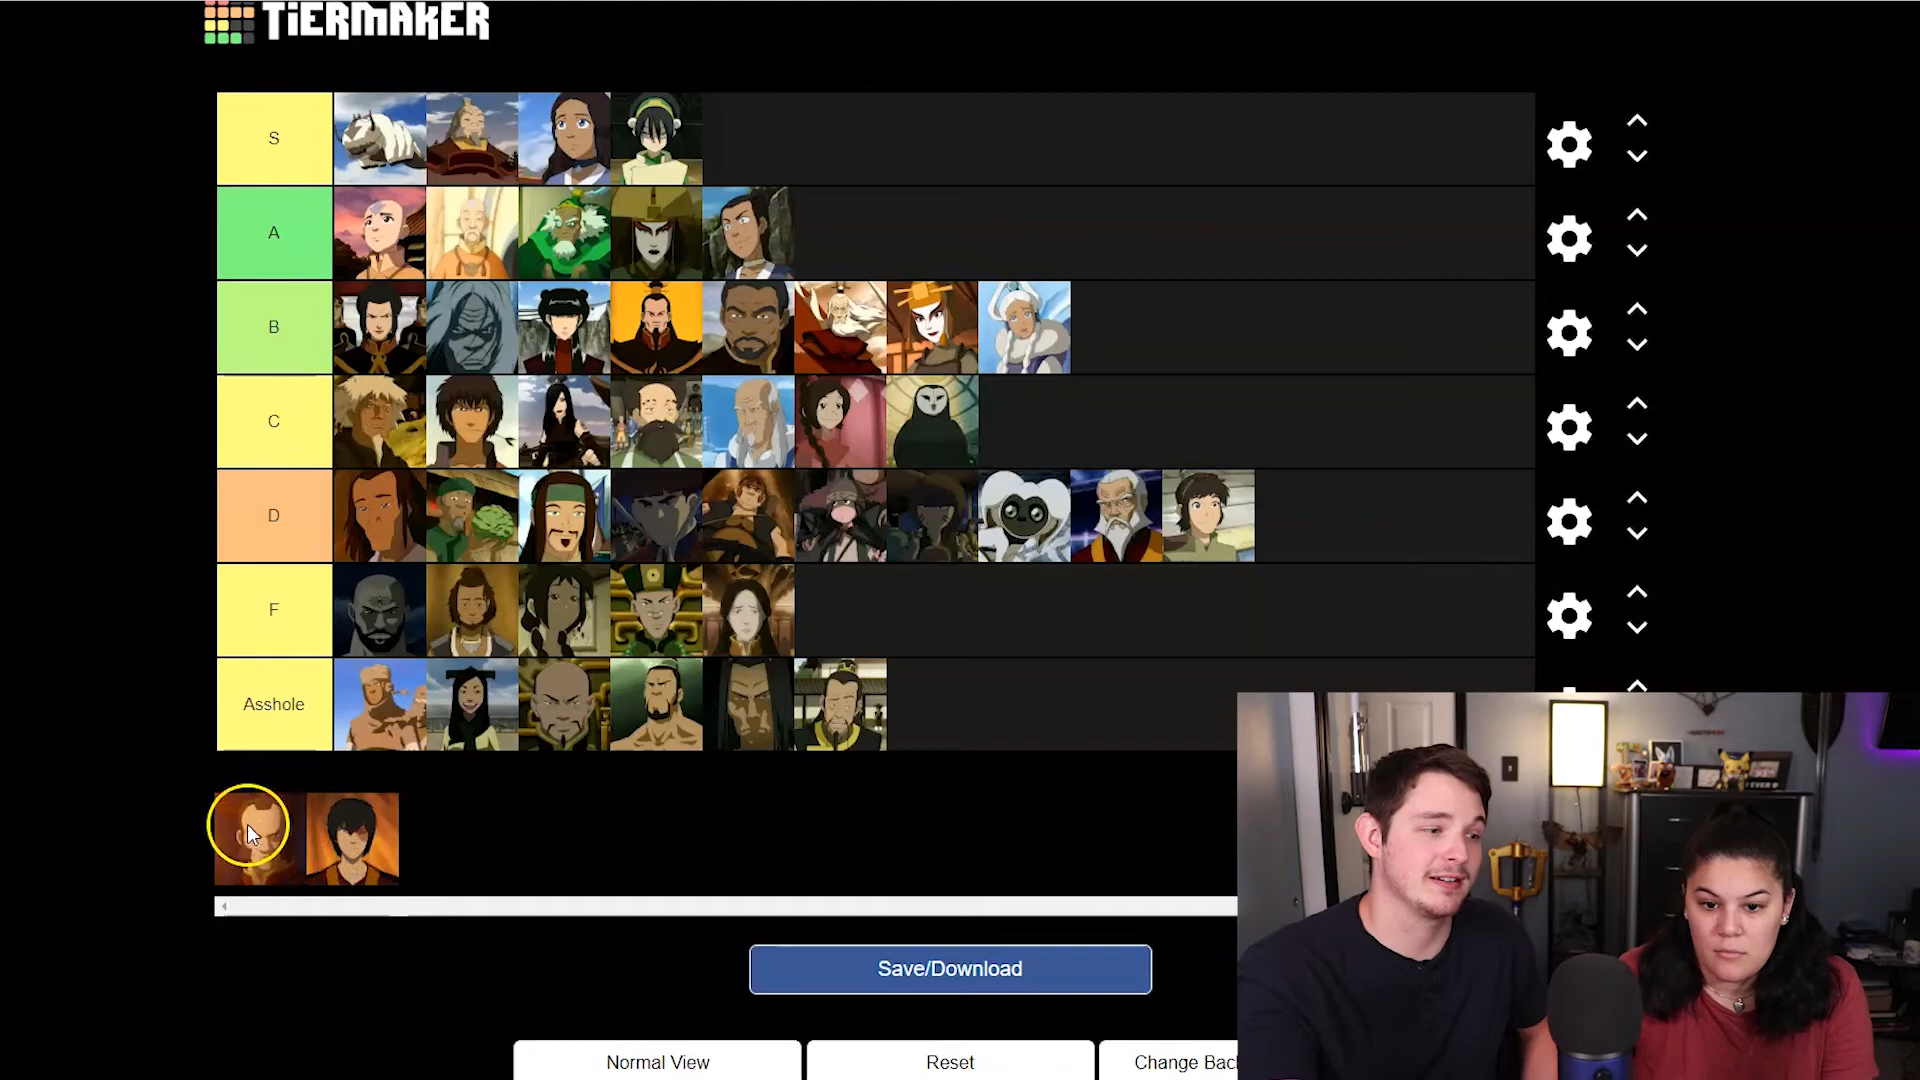 TiERMAKER
S
A
B
C
D
F
Asshole
Save/Download
Normal View
Reset
Change Bac